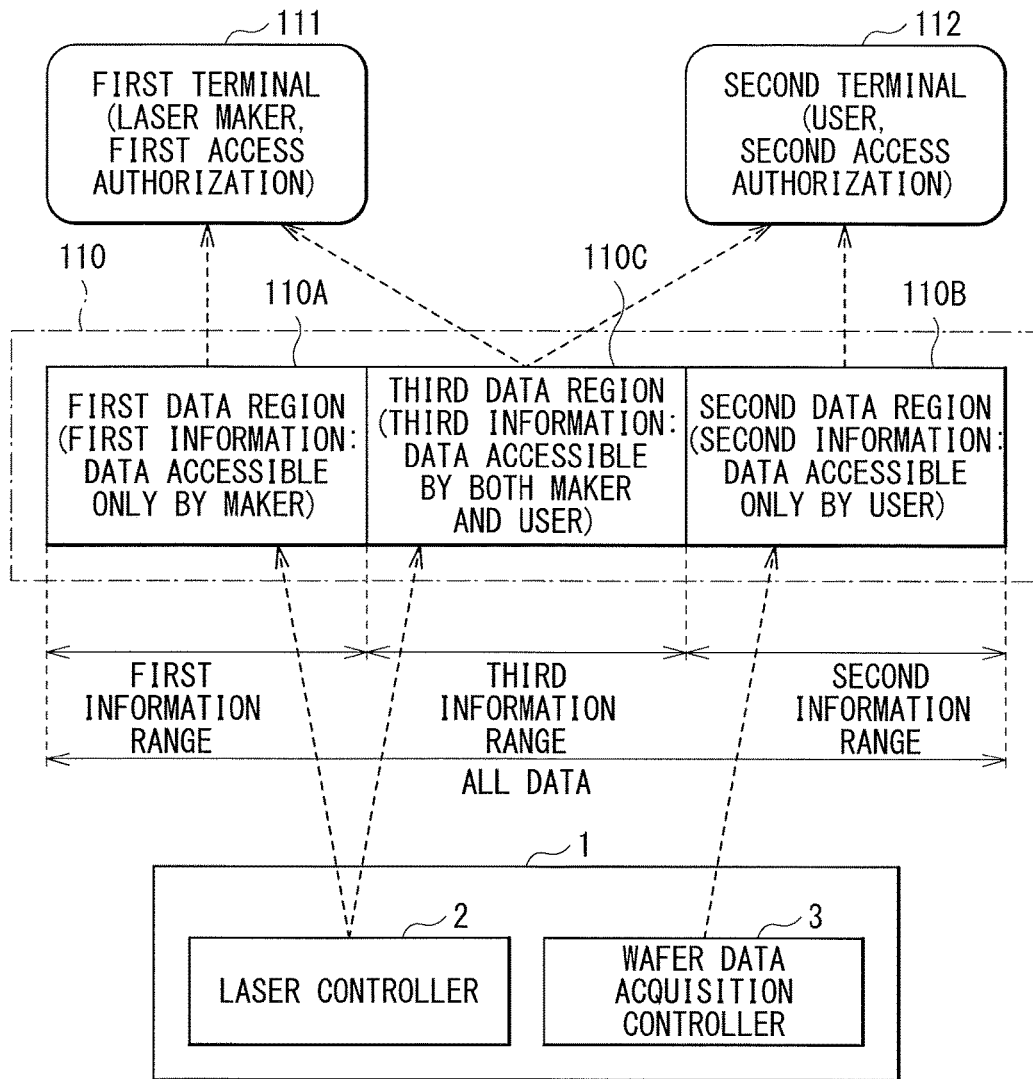 111
112
FIRST TERMINAL
(LASER MAKER,
FIRST ACCESS
AUTHORIZATION)
SECOND TERMINAL
(USER,
SECOND ACCESS
AUTHORIZATION)
110
110A
110C
110B
FIRST DATA REGION
(FIRST INFORMATION:
DATA ACCESSIBLE
ONLY BY MAKER)
THIRD DATA REGION
(THIRD INFORMATION:
DATA ACCESSIBLE
BY BOTH MAKER
AND USER)
SECOND DATA REGION
(SECOND INFORMATION:
DATA ACCESSIBLE
ONLY BY USER)
FIRST
INFORMATION
RANGE
THIRD
INFORMATION
RANGE
SECOND
INFORMATION
RANGE
ALL DATA
1
2
3
LASER CONTROLLER
WAFER DATA
ACQUISITION
CONTROLLER